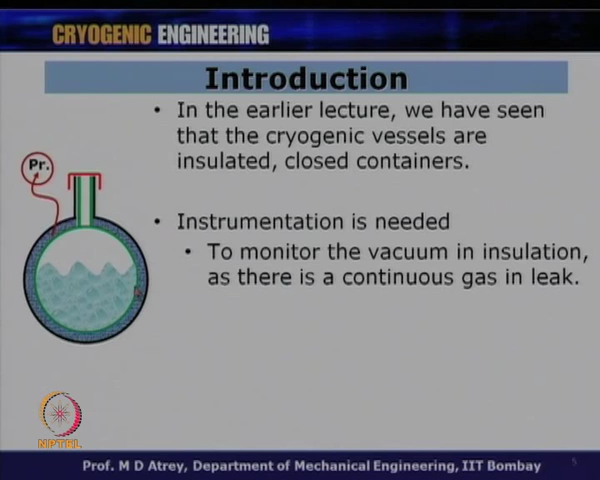 CRYOGENIC ENGINEERING
Introduction
• In the earlier lecture, we have seen
that the cryogenic vessels are
insulated, closed containers.
Pr.
• Instrumentation is needed
• To monitor the vacuum in insulation,
as there is a continuous gas in leak.
NPTEL
Prof. M D Atrey, Department of Mechanical Engineering, IIT Bombay
5